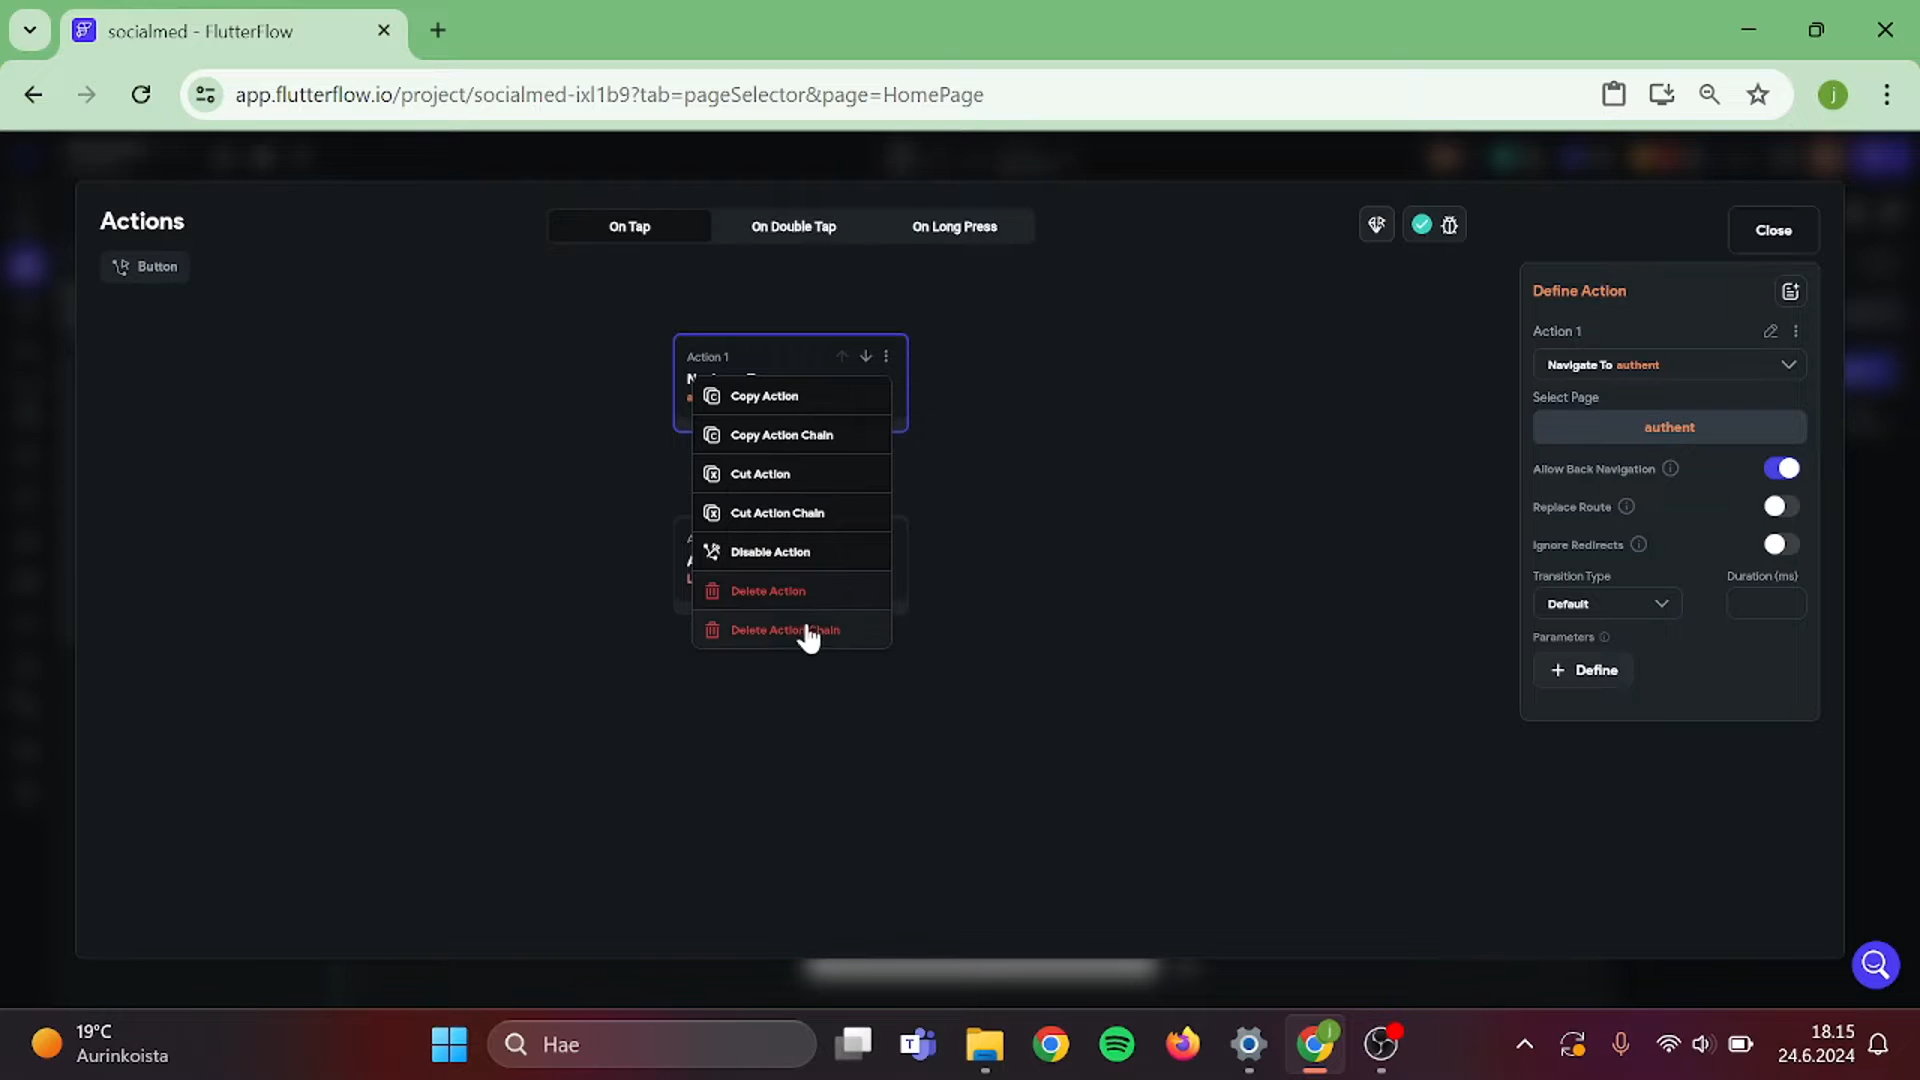 socialmed - FlutterFlow
app.flutterflow.io/project/socialmed-ixl1b9?tab=pageSelector&page=HomePage
j
Actions
On Tap
On Double Tap
On Long Press
Close
Button
Define Action
Action 1
Action 1
Navigate To authent
Copy Action
Select Page
Copy Action Chain
authent
Cut Action
Allow Back Navigation
Cut Action Chain
Replace Route
Disable Action
Ignore Redirects
Transition Type
Duration (ms)
Delete Action
Default
Delete Action Chain
Parameters
+ Define
19°C
Aurinkoista
Hae
18.15
24.6.2024